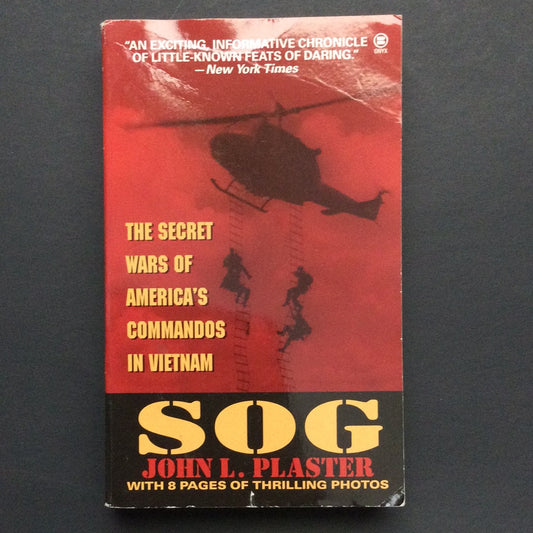 "AN EXCITING, INFORMATIVE CHRONICLE
OF LITTLE-KNOWN FEATS OF DARING."
—New York Times
ONYX
THE SECRET
WARS OF
AMERICA'S
COMMANDOS
IN VIETNAM
SOG
JOHN L. PLASTER
WITH 8 PAGES OF THRILLING PHOTOS